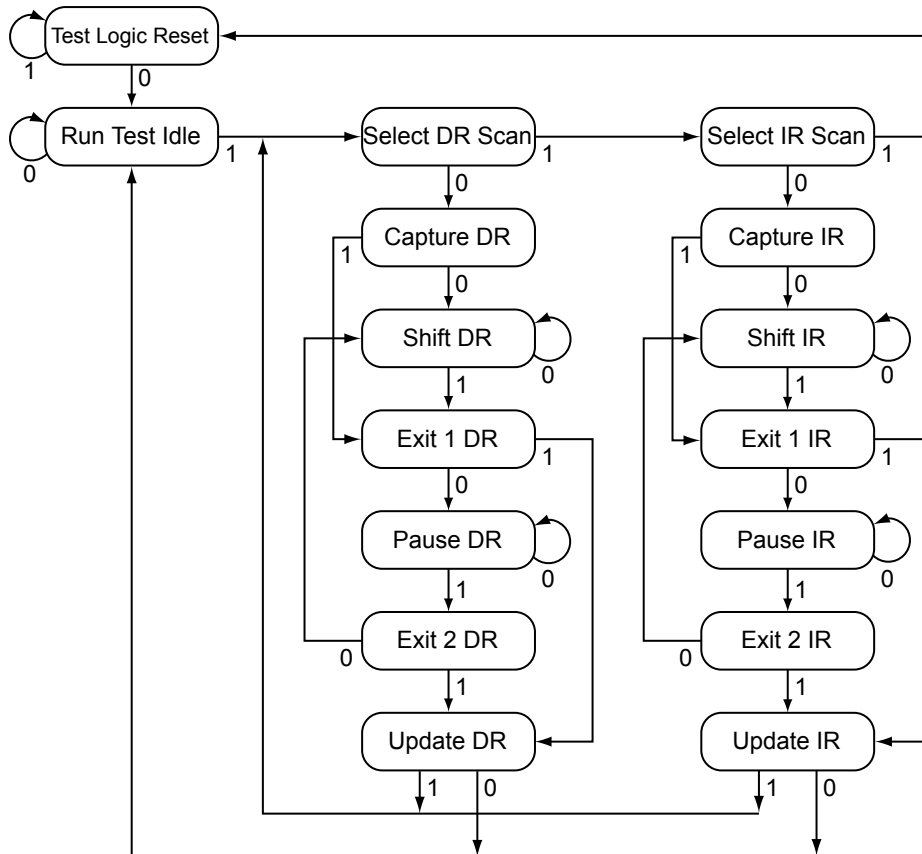 Test Logic Reset
1
0
Run Test Idle
0
1
Select DR Scan
1
Select IR Scan
1
0
0
Capture DR
1
Capture IR
1
0
0
Shift DR
0
Shift IR
0
1
1
Exit 1 DR
1
Exit 1 IR
1
0
0
Pause DR
0
Pause IR
0
1
1
Exit 2 DR
0
Exit 2 IR
0
1
1
Update DR
Update IR
1
0
1
0